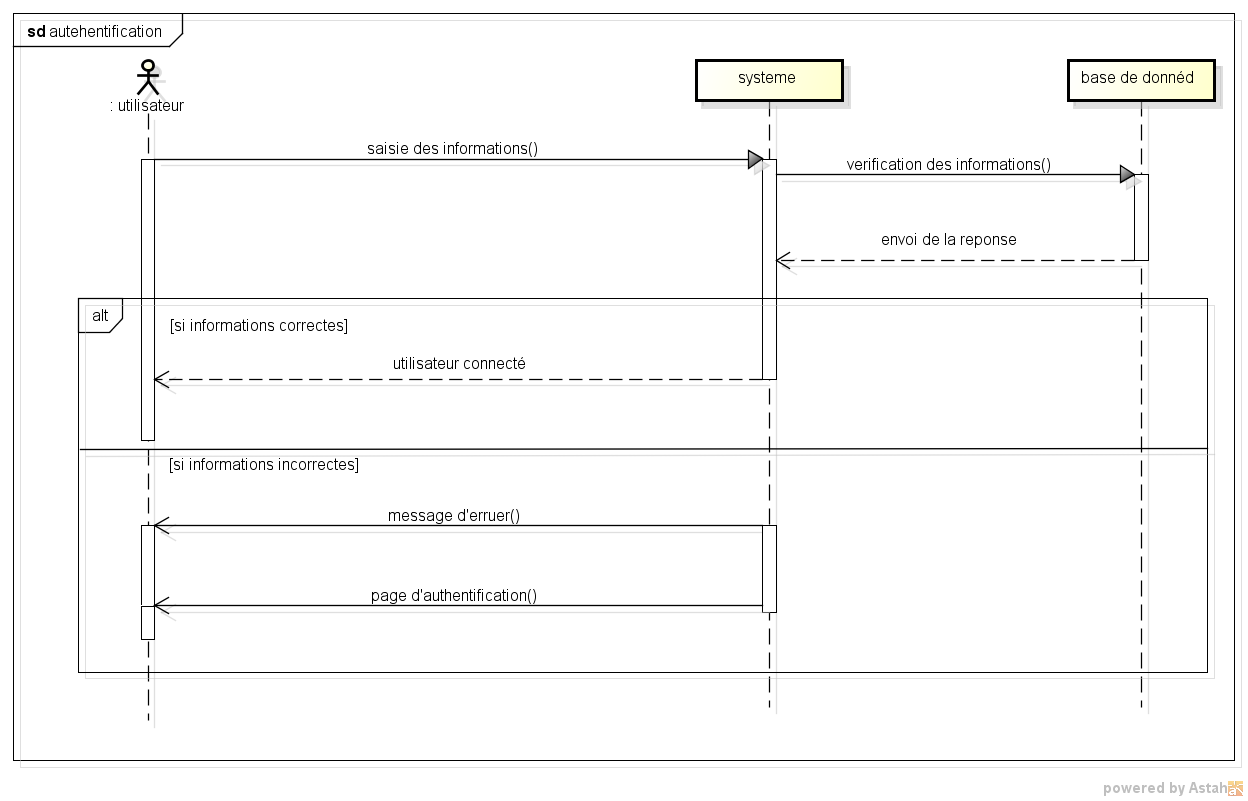 sd autehentification
: utilisateur
systeme
base de donnéd
saisie des informations()
verification des informations()
envoi de la reponse
alt
[si informations correctes]
utilisateur connecté
[si informations incorrectes]
message d'erruer()
page d'authentification()
powered by Astah